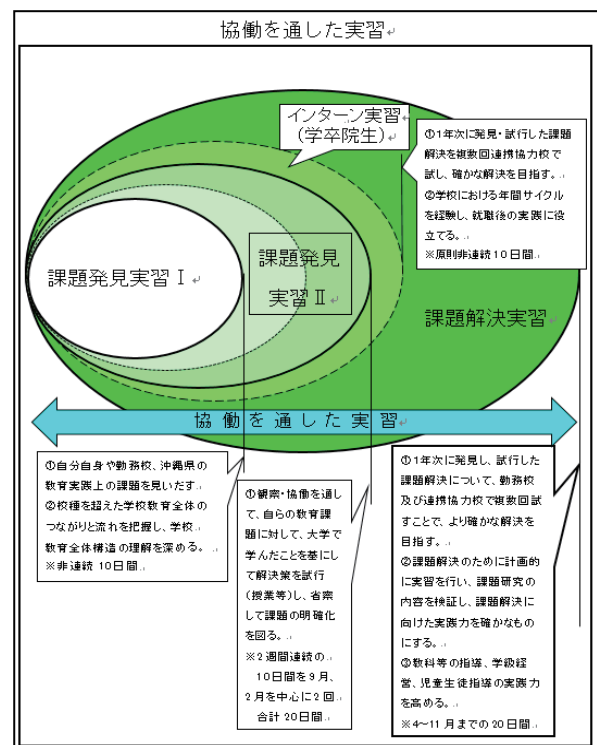 協働を通した実習
インターン実習
（学卒院生）
①1年次に発見・試行した課題
解決を複数回連携協力校で
試し、確かな解決を目指す。
②学校における年間サイクル
を経験し、就職後の実践に役
立てる。
※原則非連続10日間
課題発見実習Ⅰ
課題発見
実習Ⅱ
課題解決実習
協働を通した実習
①自分自身や勤務校、沖縄県の
教育実践上の課題を見いだす。
②校種を超えた学校教育全体の
つながりと流れを把握し、学校
教育全体構造の理解を深める。
※非連続 10日間
①観察・協働を通し
て、自らの教育課
題に対して、大学で
学んだことを基にし
て解決策を試行
(授業等)し、省察
して課題の明確化
を図る。
※2週間連続の
10日間を9月、
2月を中心に2回、
合計20日間
①1年次に発見し、試行した課
題解決について、勤務校
及び連携協力校で複数回試
すことで、より確かな解決を
目指す。
②課題解決のために計画的
に実習を行い、課題研究の
内容を検証し、課題解決に
向けた実践力を確かなもの
にする。
③教科等の指導、学級経
営、児童生徒指導の実践力
を高める。
※4～11月までの20日間